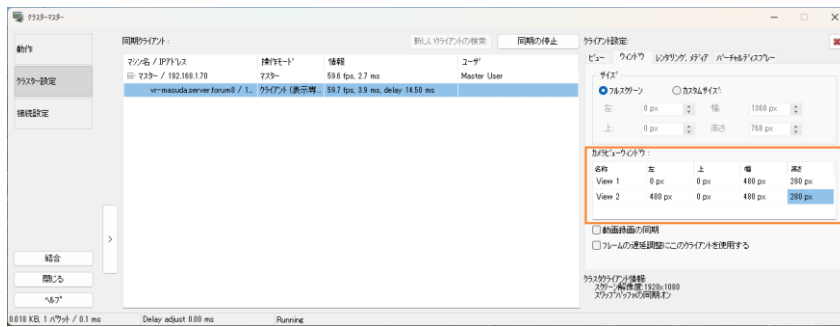 クラスターマスター
動作
クラスター設定
接続設定
結合
閉じる
ヘルプ
同期クライアント:
新しいクライアントの検索
同期の停止
マシン名 / IPアドレス 操作モード 情報 ユーザ
マスター / 192.168.1.70 マスター 59.6 fps, 2.7 ms Master User
vr-masuda.server.forum8 / 1... クライアント (表示専... 59.7 fps, 3.9 ms, delay 14.50 ms
クライアント設定:
ビュー ウィンドウ レンダリング メディア バーチャルディスプレー
サイズ
フルスクリーン カスタムサイズ:
左: 0 px 幅: 1360 px
上: 0 px 高さ 768 px
カメラビューウィンドウ:
名称 左 上 幅 高さ
View 1 0 px 0 px 480 px 280 px
View 2 480 px 0 px 480 px 280 px
動画録画の同期
フレームの遅延調整にこのクライアントを使用する
クラスタクライアント情報:
スクリーン解像度:1920x1080
スワップバッファの同期:オン
0.018 KB, 1 パケット / 0.1 ms Delay adjust 0.00 ms Running